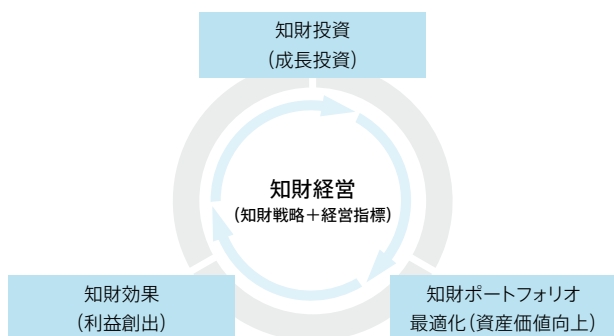 知財投資
(成長投資)
知財経営
(知財戦略＋経営指標)
知財効果
(利益創出)
知財ポートフォリオ
最適化(資産価値向上)